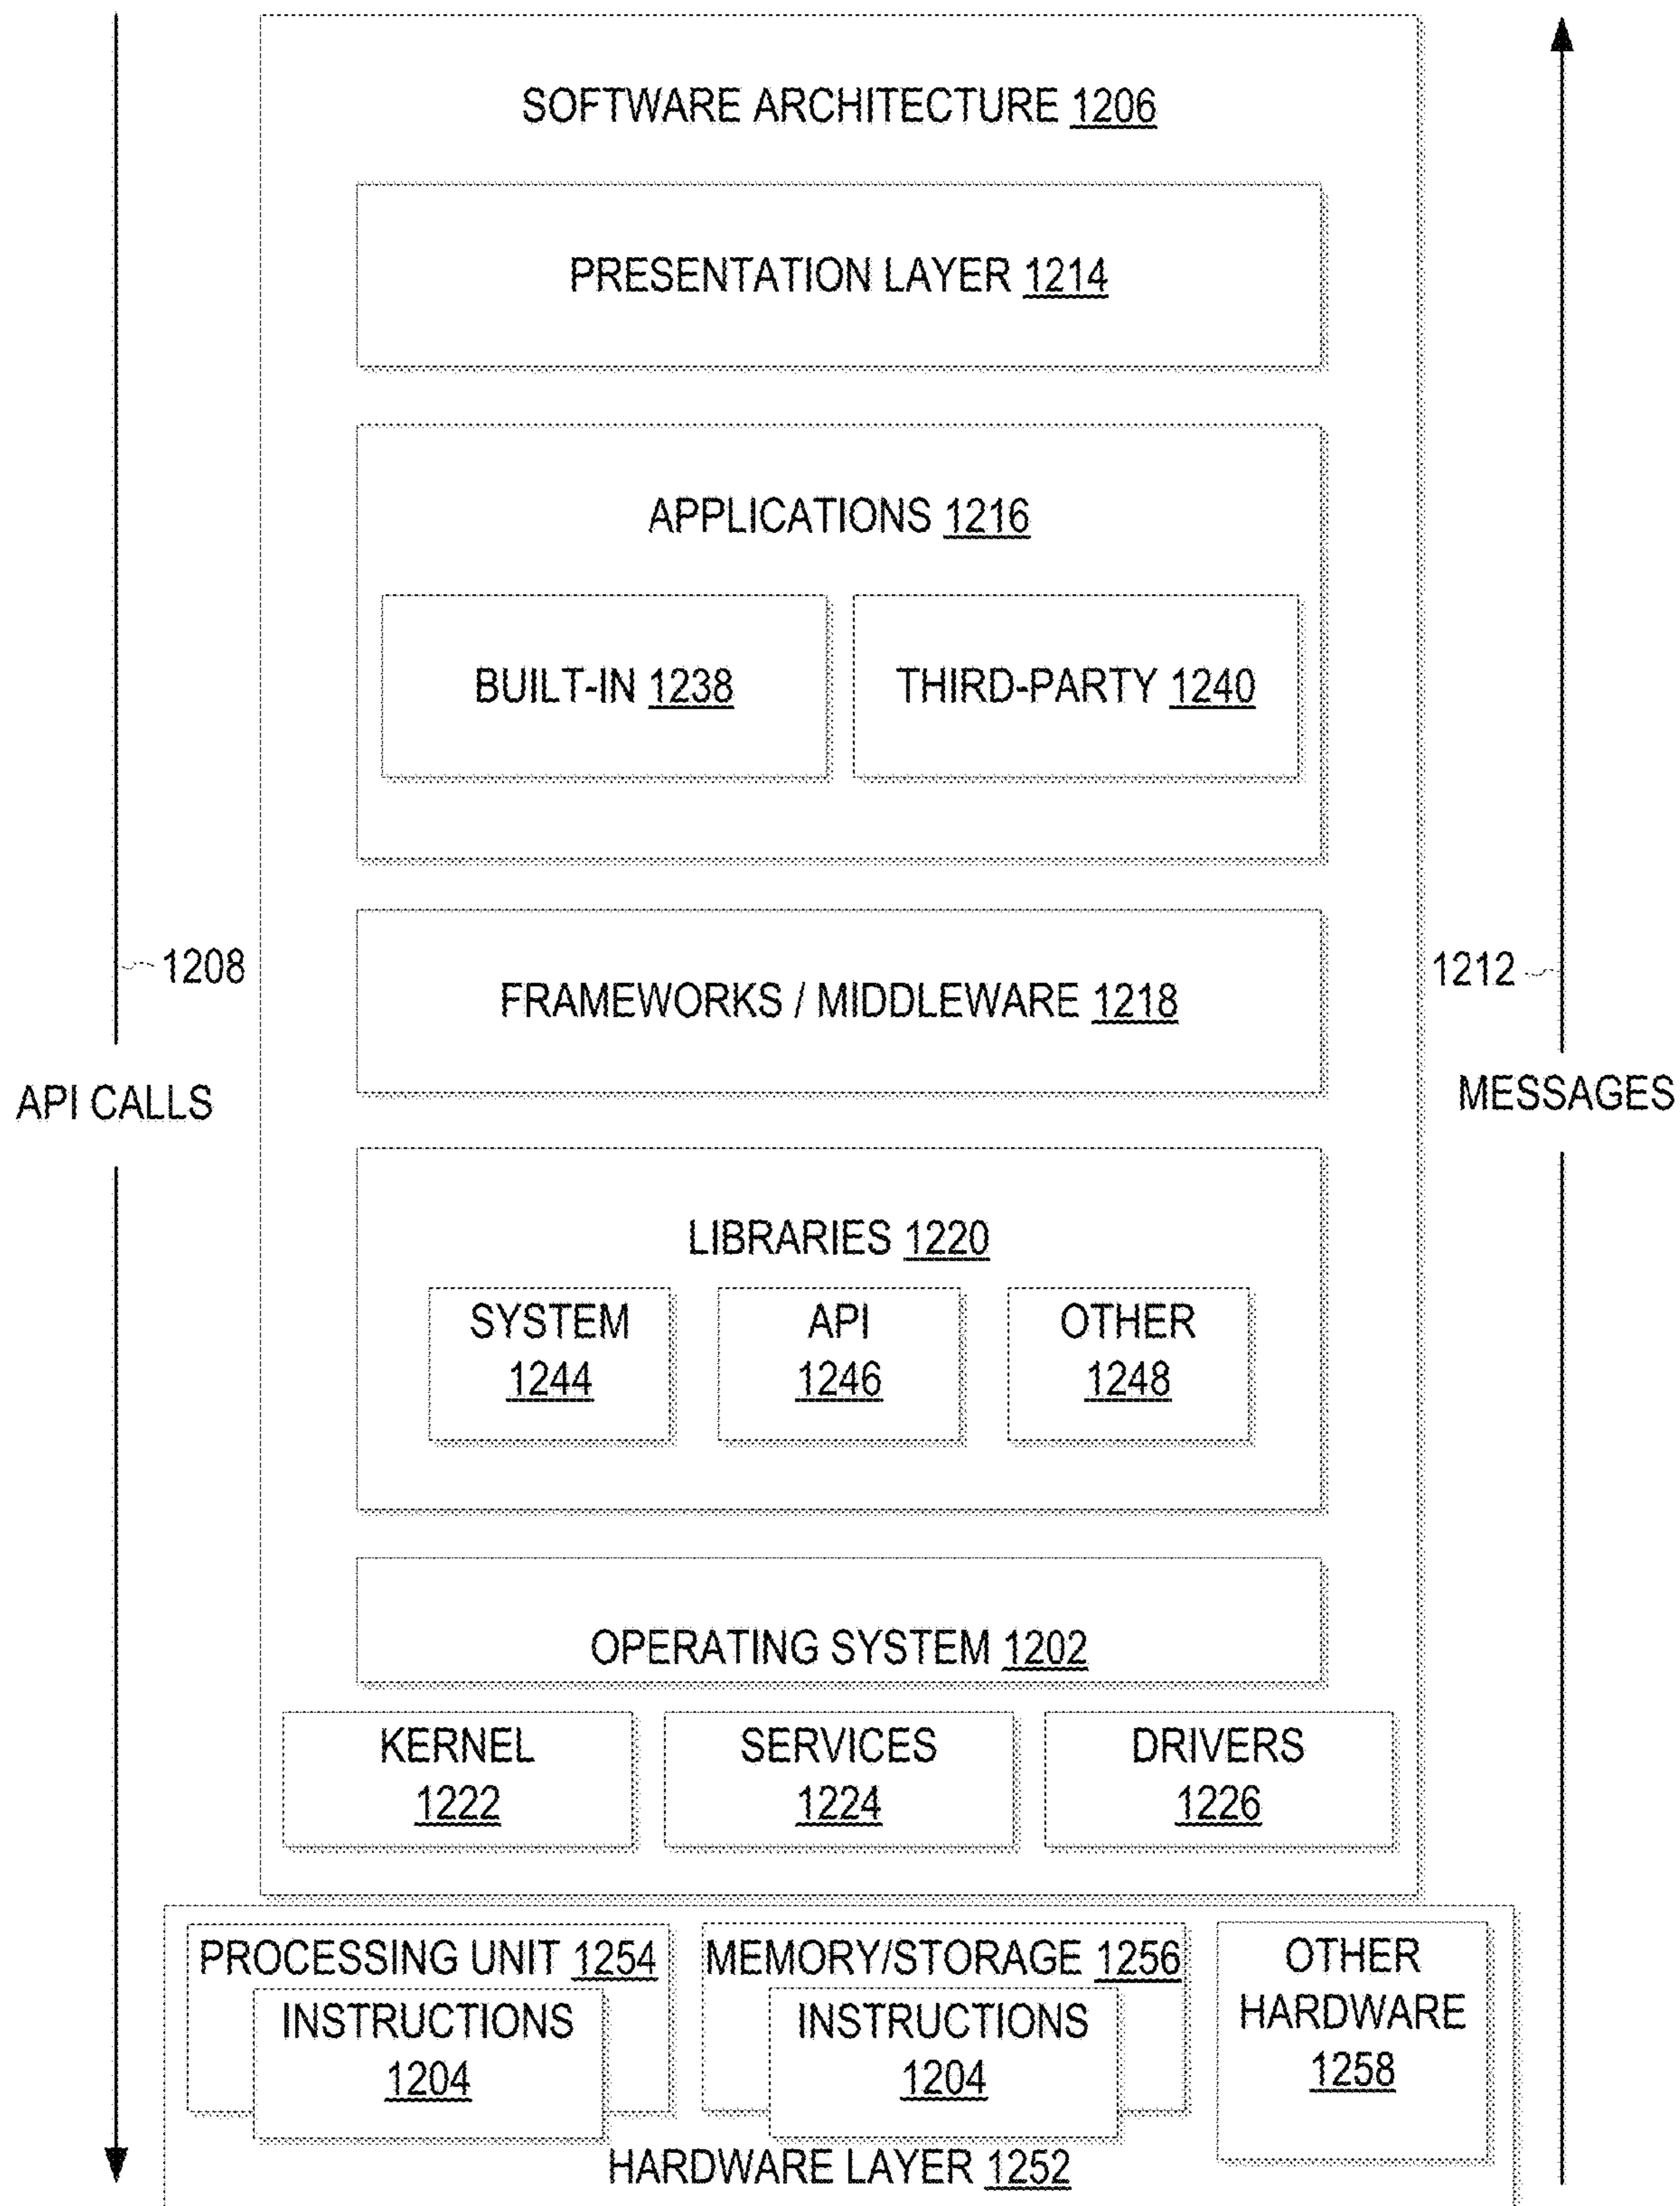 SOFTWARE ARCHITECTURE 1206
PRESENTATION LAYER 1214
APPLICATIONS 1216
BUILT-IN 1238
THIRD-PARTY 1240
1208
1212
FRAMEWORKS / MIDDLEWARE 1218
API CALLS
MESSAGES
LIBRARIES 1220
SYSTEM
1244
API
1246
OTHER
1248
OPERATING SYSTEM 1202
KERNEL
1222
SERVICES
1224
DRIVERS
1226
PROCESSING UNIT 1254
INSTRUCTIONS
1204
MEMORY/STORAGE 1256
INSTRUCTIONS
1204
OTHER
HARDWARE
1258
HARDWARE LAYER 1252